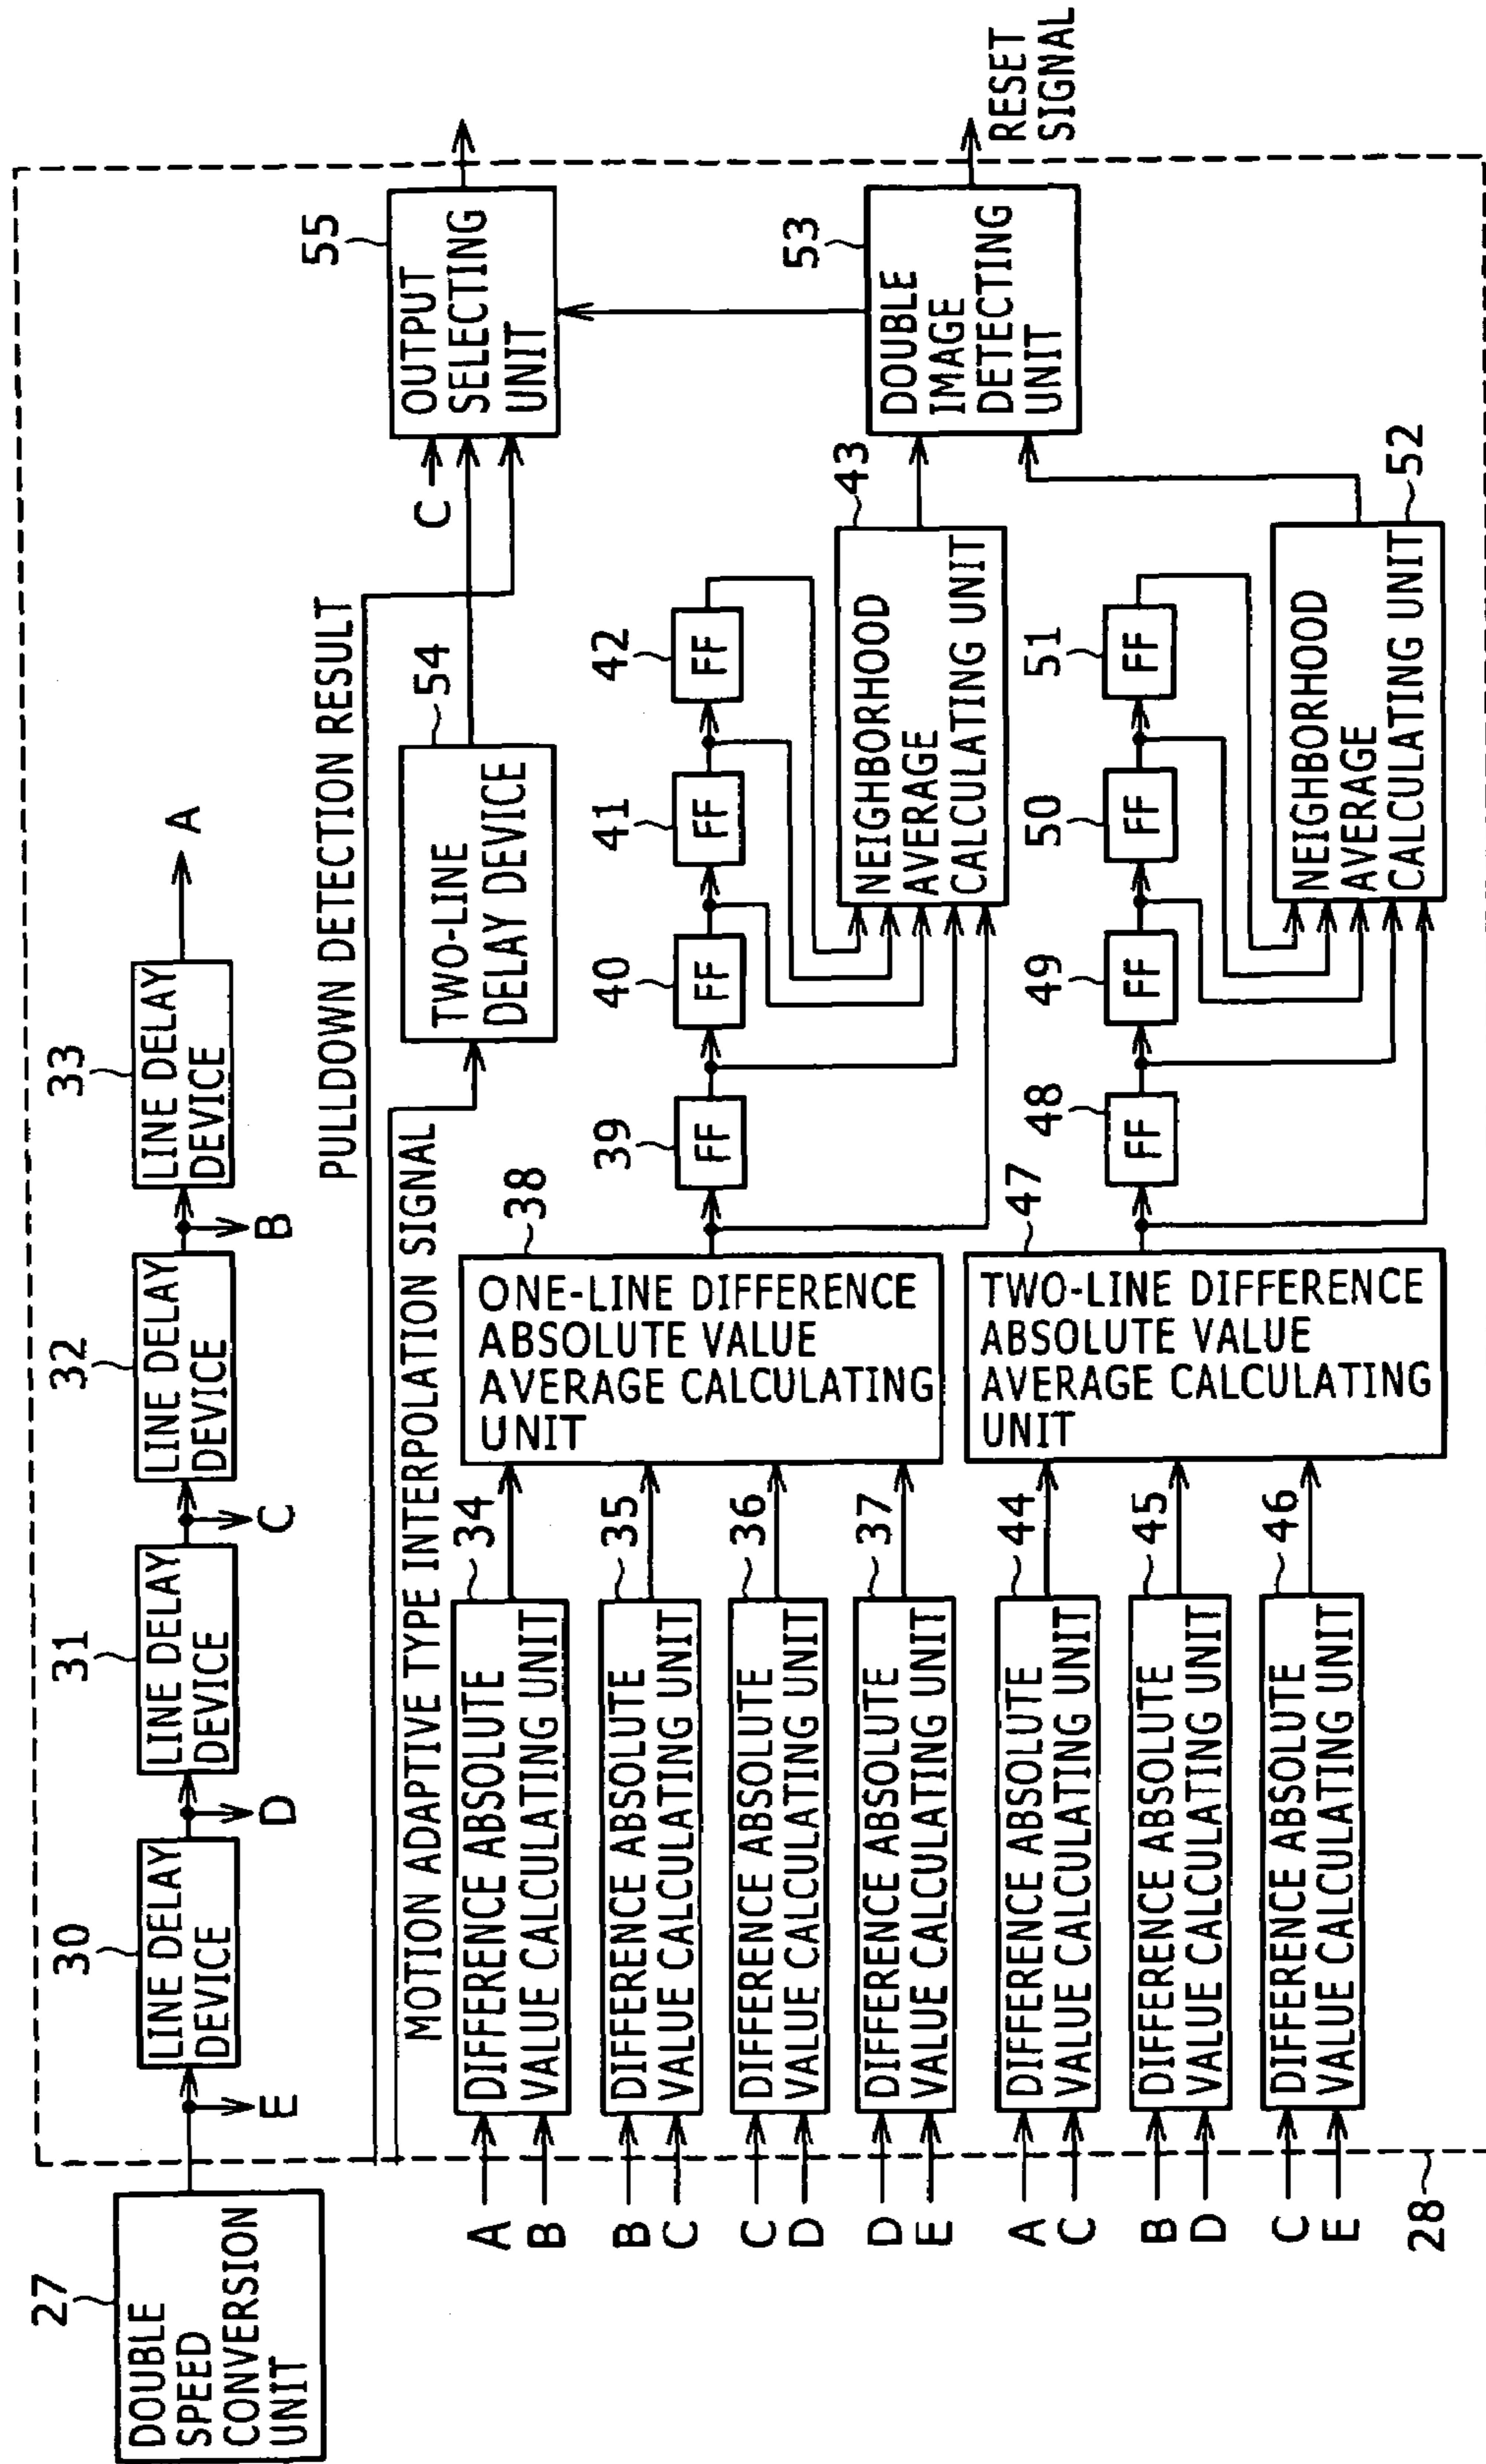 27
DOUBLE
SPEED
CONVERSION
UNIT
E
30
LINE DELAY
DEVICE
D
31
LINE DELAY
DEVICE
C
32
LINE DELAY
DEVICE
B
33
LINE DELAY
DEVICE
A
PULLDOWN DETECTION RESULT
MOTION ADAPTIVE TYPE INTERPOLATION SIGNAL
54
TWO-LINE
DELAY DEVICE
C
55
OUTPUT
SELECTING
UNIT
A
B
34
DIFFERENCE ABSOLUTE
VALUE CALCULATING UNIT
B
C
35
DIFFERENCE ABSOLUTE
VALUE CALCULATING UNIT
C
D
36
DIFFERENCE ABSOLUTE
VALUE CALCULATING UNIT
D
E
37
DIFFERENCE ABSOLUTE
VALUE CALCULATING UNIT
38
ONE-LINE DIFFERENCE
ABSOLUTE VALUE
AVERAGE CALCULATING
UNIT
39
FF
40
FF
41
FF
42
FF
43
NEIGHBORHOOD
AVERAGE
CALCULATING UNIT
53
DOUBLE
IMAGE
DETECTING
UNIT
RESET
SIGNAL
A
C
44
DIFFERENCE ABSOLUTE
VALUE CALCULATING UNIT
B
D
45
DIFFERENCE ABSOLUTE
VALUE CALCULATING UNIT
C
E
46
DIFFERENCE ABSOLUTE
VALUE CALCULATING UNIT
47
TWO-LINE DIFFERENCE
ABSOLUTE VALUE
AVERAGE CALCULATING
UNIT
48
FF
49
FF
50
FF
51
FF
52
NEIGHBORHOOD
AVERAGE
CALCULATING UNIT
28